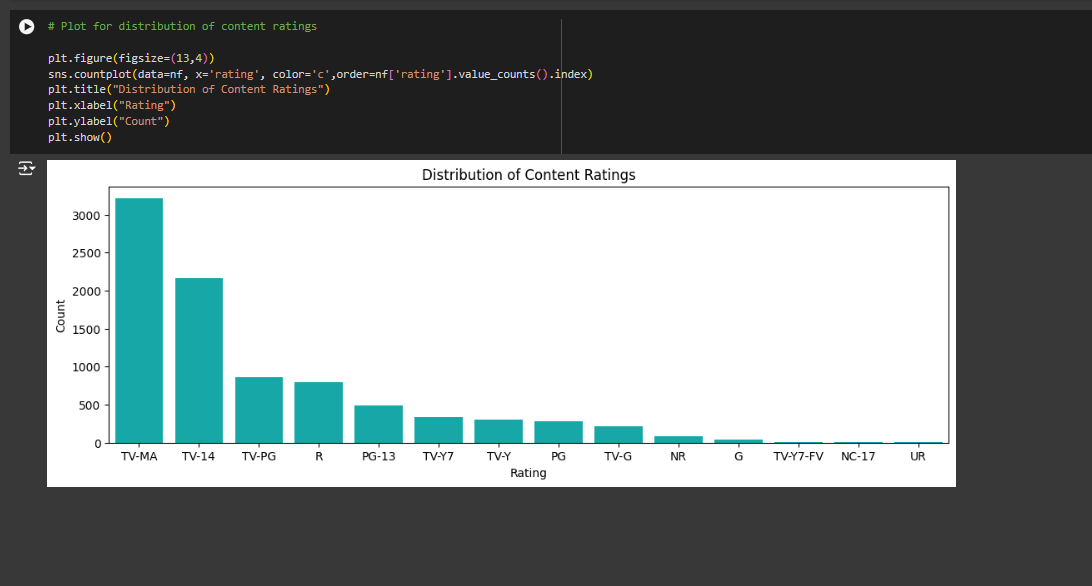 # Plot for distribution of content ratings
plt.figure(figsize=(13,4))
sns.countplot(data=nf, x='rating', color='c',order=nf['rating'].value_counts().index)
plt.title("Distribution of Content Ratings")
plt.xlabel("Rating")
plt.ylabel("Count")
plt.show()
Distribution of Content Ratings
3000
2500
2000
1500
1000
500
0
Count
TV-MA TV-14 TV-PG R PG-13 TV-Y7 TV-Y PG TV-G NR G TV-Y7-FV NC-17 UR
Rating